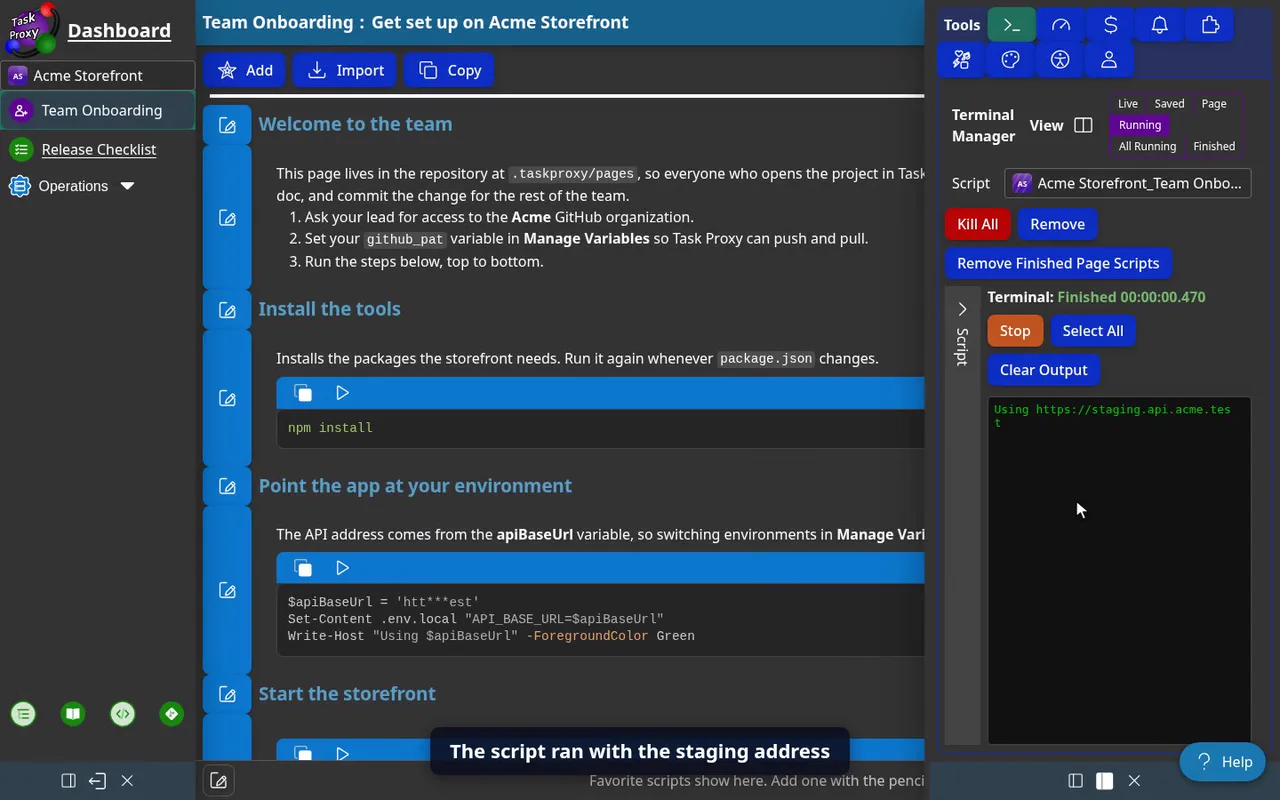 Task Proxy
Dashboard
AS Acme Storefront
Team Onboarding
Release Checklist
Operations
Team Onboarding : Get set up on Acme Storefront
Add
Import
Copy
Welcome to the team
This page lives in the repository at .taskproxy/pages, so everyone who opens the project in Task
doc, and commit the change for the rest of the team.
1. Ask your lead for access to the Acme GitHub organization.
2. Set your github_pat variable in Manage Variables so Task Proxy can push and pull.
3. Run the steps below, top to bottom.
Install the tools
Installs the packages the storefront needs. Run it again whenever package.json changes.
npm install
Point the app at your environment
The API address comes from the apiBaseUrl variable, so switching environments in Manage Vari
$apiBaseUrl = 'htt***est'
Set-Content .env.local "API_BASE_URL=$apiBaseUrl"
Write-Host "Using $apiBaseUrl" -ForegroundColor Green
Start the storefront
The script ran with the staging address
Favorite scripts show here. Add one with the penci
Tools
Terminal Manager
View
Live Saved Page
Running
All Running Finished
Script
AS Acme Storefront_Team Onbo...
Kill All
Remove
Remove Finished Page Scripts
Script
Terminal: Finished 00:00:00.470
Stop
Select All
Clear Output
Using https://staging.api.acme.tes
t
? Help